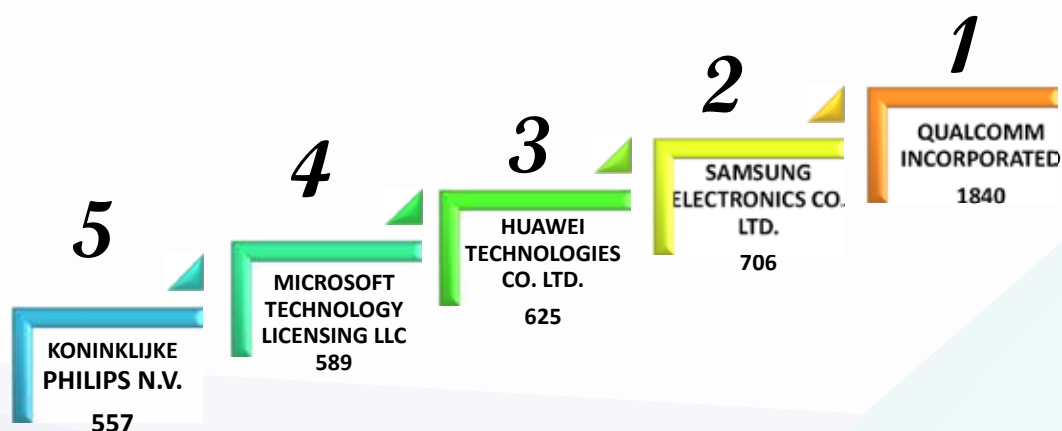 5
KONINKLIJKE
PHILIPS N.V.
557
4
MICROSOFT
TECHNOLOGY
LICENSING LLC
589
3
HUAWEI
TECHNOLOGIES
CO. LTD.
625
2
SAMSUNG
ELECTRONICS CO.
LTD.
706
1
QUALCOMM
INCORPORATED
1840